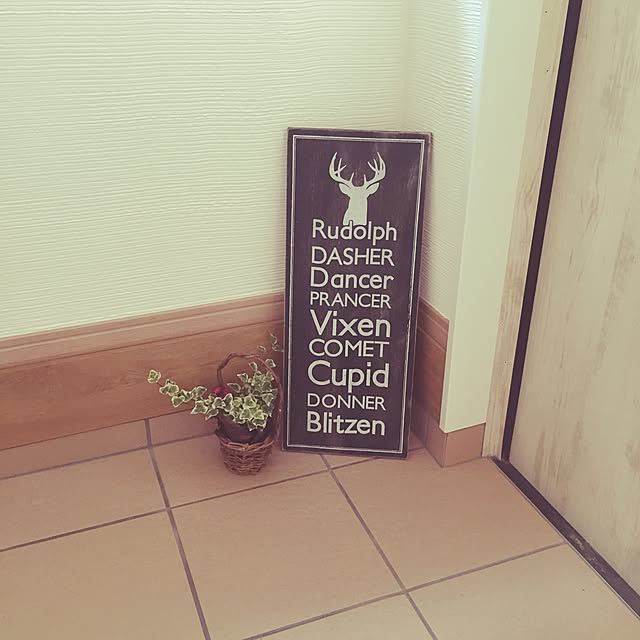 Rudolph
DASHER
Dancer
PRANCER
Vixen
COMET
Cupid
DONNER
Blitzen